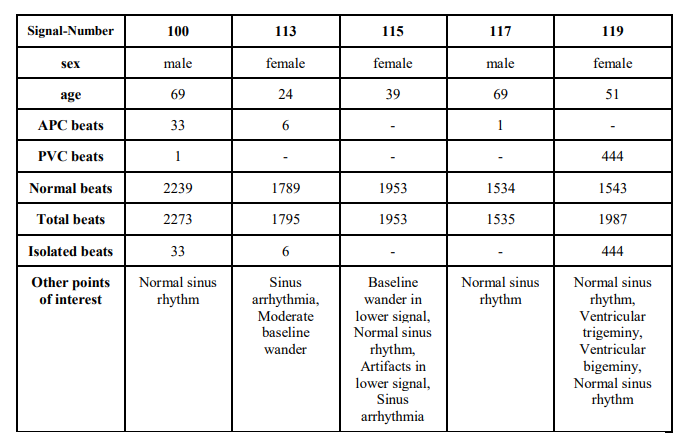 Signal-Number 100 113 115 117 119
sex male female female male female
age 69 24 39 69 51
APC beats 33 6 - 1 -
PVC beats 1 - - - 444
Normal beats 2239 1789 1953 1534 1543
Total beats 2273 1795 1953 1535 1987
Isolated beats 33 6 - - 444
Other points
of interest
Normal sinus
rhythm
Sinus
arrhythmia,
Moderate
baseline
wander
Baseline
wander in
lower signal,
Normal sinus
rhythm,
Artifacts in
lower signal,
Sinus
arrhythmia
Normal sinus
rhythm
Normal sinus
rhythm,
Ventricular
trigeminy,
Ventricular
bigeminy,
Normal sinus
rhythm